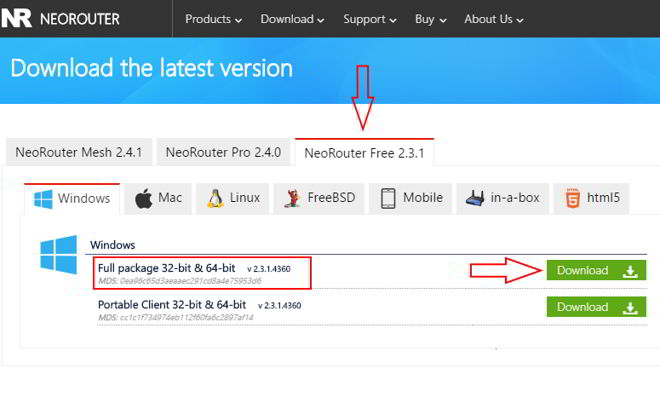 NR NEOROUTER Products Download Support Buy About Us
Download the latest version
NeoRouter Mesh 2.4.1 NeoRouter Pro 2.4.0 NeoRouter Free 2.3.1
Windows Mac Linux FreeBSD Mobile in-a-box html5
Windows
Full package 32-bit & 64-bit v 2.3.1.4360 Download
MD5: 0ea96c65d3aeaaec291cd8a4e75953d6
Portable Client 32-bit & 64-bit v 2.3.1.4360 Download
MD5: cc1c1f734974eb112f60fa6c2897af14